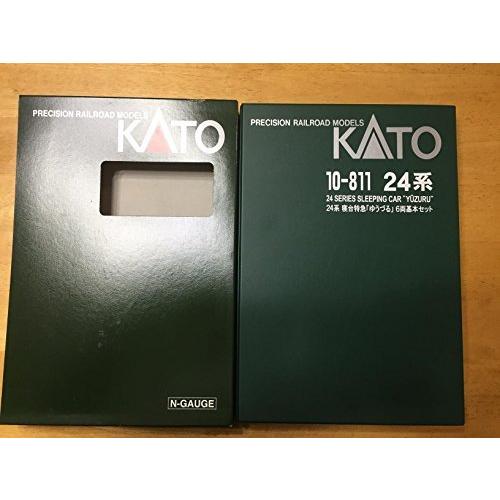 PRECISION RAILROAD MODELS
KATO
N-GAUGE
PRECISION RAILROAD MODELS
KATO
10-811 24系
24 SERIES SLEEPING CAR "YŪZURU"
24系 寝台特急「ゆうづる」 6両基本セット